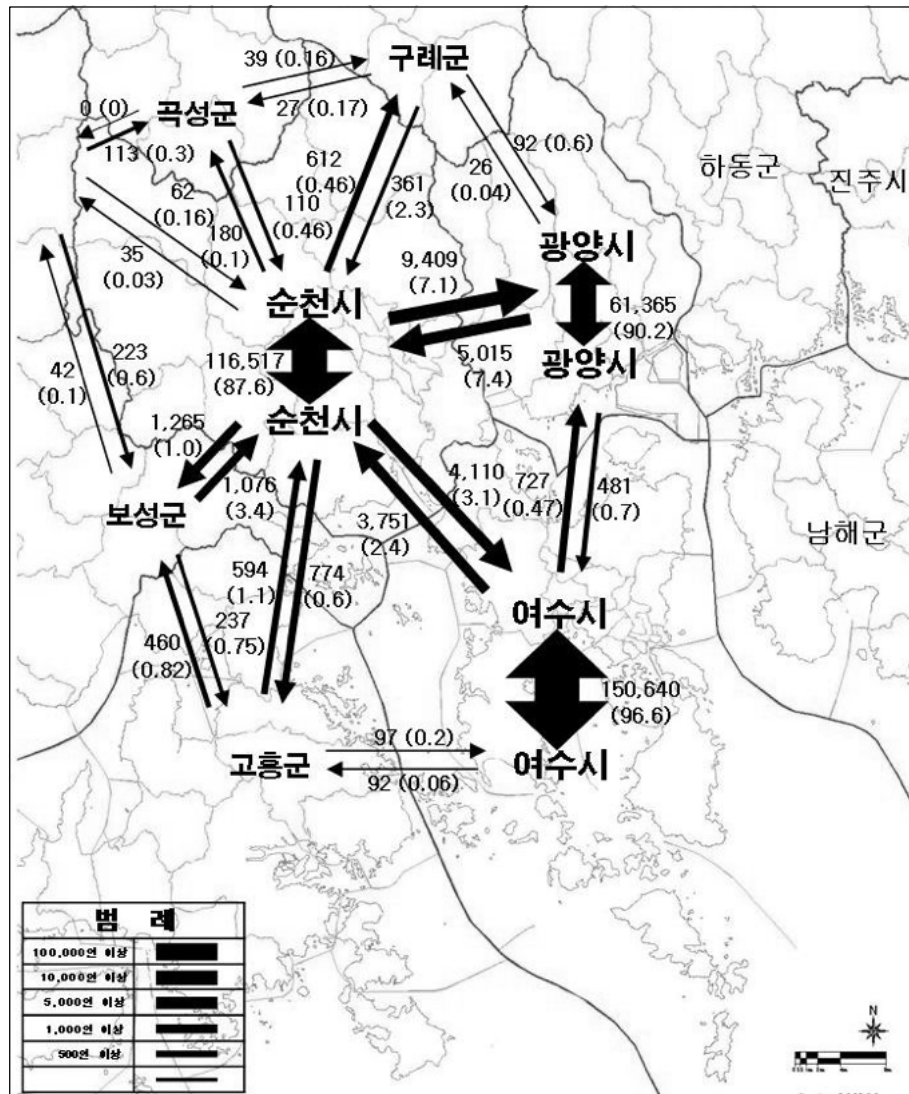 39 (0.16)
구례군
27 (0.17)
0 (0)
곡성군
113 (0.3)
92 (0.6)
26
(0.04)
하동군
진주시
62
(0.16)
612
(0.46)
110
(0.46)
361
(2.3)
180
(0.1)
35
(0.03)
광양시
9,409
(7.1)
순천시
61,365
(90.2)
5,015
(7.4)
광양시
116,517
(87.6)
223
(0.6)
42
(0.1)
순천시
1,265
(1.0)
1,076
(3.4)
4,110
(3.1)
727
(0.47)
481
(0.7)
보성군
3,751
(2.4)
남해군
594
(1.1)
774
(0.6)
237
(0.75)
460
(0.82)
여수시
150,640
(96.6)
97 (0.2)
고흥군
여수시
92 (0.06)
범 례
100,000인 이상
10,000인 이상
5,000인 이상
1,000인 이상
500인 이상
N